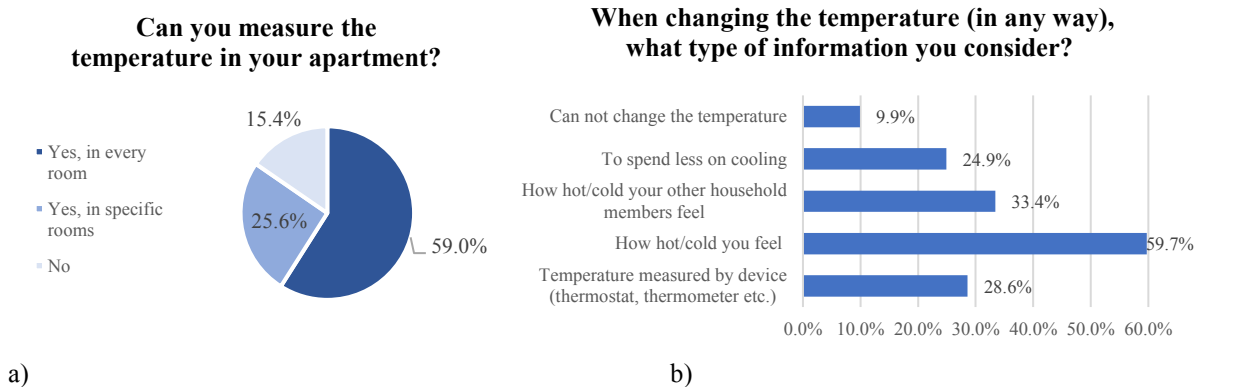 Can you measure the
temperature in your apartment?
15.4%
Yes, in every
room
Yes, in specific
rooms
No
25.6%
59.0%
a)
When changing the temperature (in any way),
what type of information you consider?
Can not change the temperature
9.9%
To spend less on cooling
24.9%
How hot/cold your other household
members feel
33.4%
How hot/cold you feel
59.7%
Temperature measured by device
(thermostat, thermometer etc.)
28.6%
0.0% 10.0% 20.0% 30.0% 40.0% 50.0% 60.0%
b)